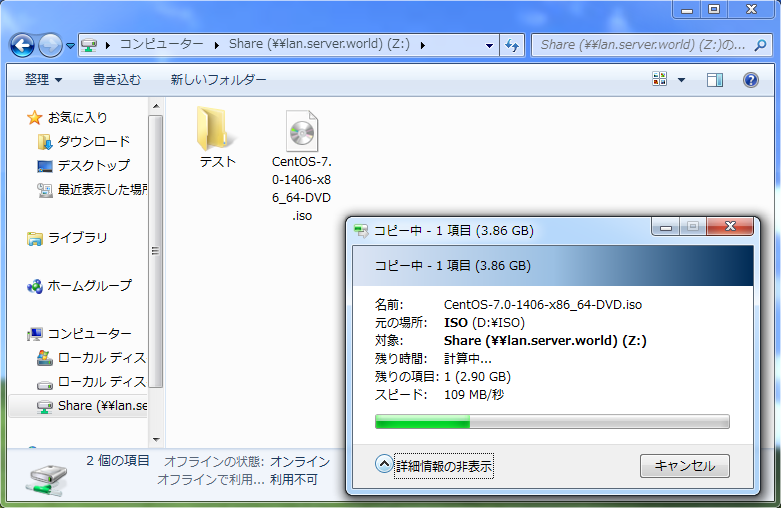 コンピューター
Share (¥¥lan.server.world) (Z:)
Share (¥¥lan.server.world) (Z:)の...
整理
書き込む
新しいフォルダー
お気に入り
ダウンロード
デスクトップ
最近表示した場所
ライブラリ
ホームグループ
コンピューター
ローカル ディス
ローカル ディス
Share (¥¥lan.se
テスト
CentOS-7.
0-1406-x8
6_64-DVD
.iso
コピー中 - 1 項目 (3.86 GB)
コピー中 - 1 項目 (3.86 GB)
名前: CentOS-7.0-1406-x86_64-DVD.iso
元の場所: ISO (D:¥ISO)
対象: Share (¥¥lan.server.world) (Z:)
残り時間: 計算中...
残りの項目: 1 (2.90 GB)
スピード: 109 MB/秒
詳細情報の非表示
キャンセル
2 個の項目 オフラインの状態: オンライン
オフラインで利用... 利用不可